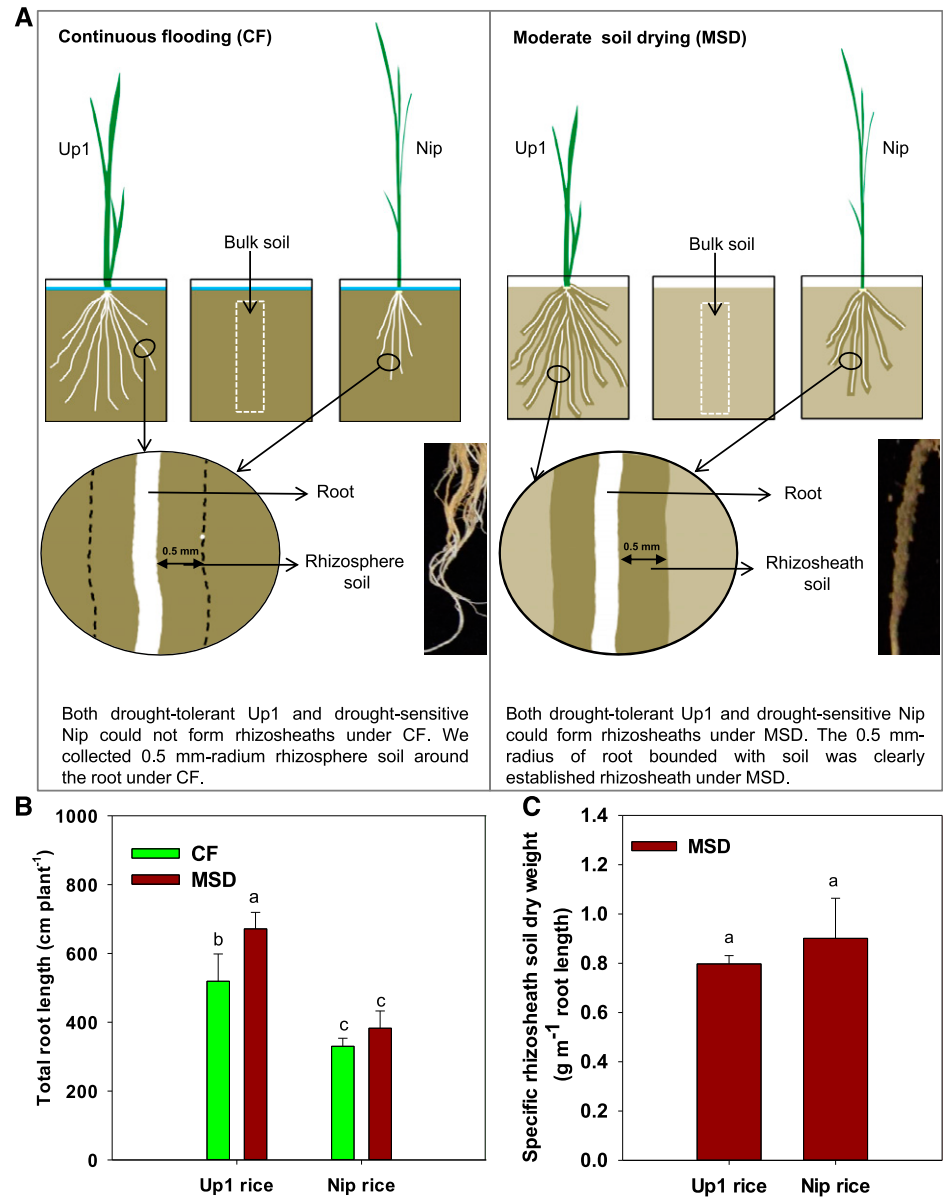 A
Continuous flooding (CF)
Up1
Nip
Bulk soil
Root
0.5 mm
Rhizosphere
soil
Both drought-tolerant Up1 and drought-sensitive
Nip could not form rhizosheaths under CF. We
collected 0.5 mm-radium rhizosphere soil around
the root under CF.
Moderate soil drying (MSD)
Up1
Nip
Bulk soil
Root
0.5 mm
Rhizosheath
soil
Both drought-tolerant Up1 and drought-sensitive Nip
could form rhizosheaths under MSD. The 0.5 mm-
radius of root bounded with soil was clearly
established rhizosheath under MSD.
B
Total root length (cm plant⁻¹)
1000
800
600
400
200
0
CF
MSD
b
a
c
c
Up1 rice
Nip rice
C
Specific rhizosheath soil dry weight
(g m⁻¹ root length)
1.4
1.2
1.0
0.8
0.6
0.4
0.2
0.0
MSD
a
a
Up1 rice
Nip rice